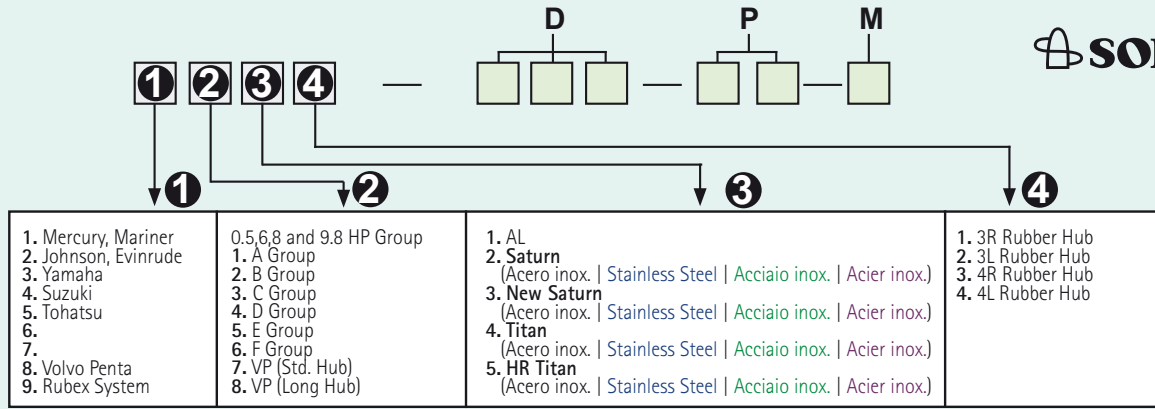 D P M
SOL
1 2 3 4 — — —
1 2 3 4
1. Mercury, Mariner
2. Johnson, Evinrude
3. Yamaha
4. Suzuki
5. Tohatsu
6.
7.
8. Volvo Penta
9. Rubex System
0.5,6,8 and 9.8 HP Group
1. A Group
2. B Group
3. C Group
4. D Group
5. E Group
6. F Group
7. VP (Std. Hub)
8. VP (Long Hub)
1. AL
2. Saturn
(Acero inox. | Stainless Steel | Acciaio inox. | Acier inox.)
3. New Saturn
(Acero inox. | Stainless Steel | Acciaio inox. | Acier inox.)
4. Titan
(Acero inox. | Stainless Steel | Acciaio inox. | Acier inox.)
5. HR Titan
(Acero inox. | Stainless Steel | Acciaio inox. | Acier inox.)
1. 3R Rubber Hub
2. 3L Rubber Hub
3. 4R Rubber Hub
4. 4L Rubber Hub